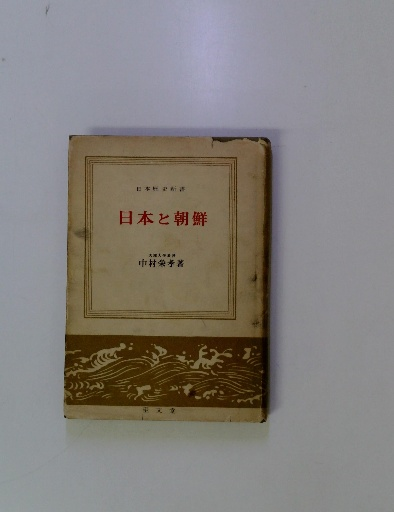 日本歴史新書
日本と朝鮮
中村栄孝著
至文堂